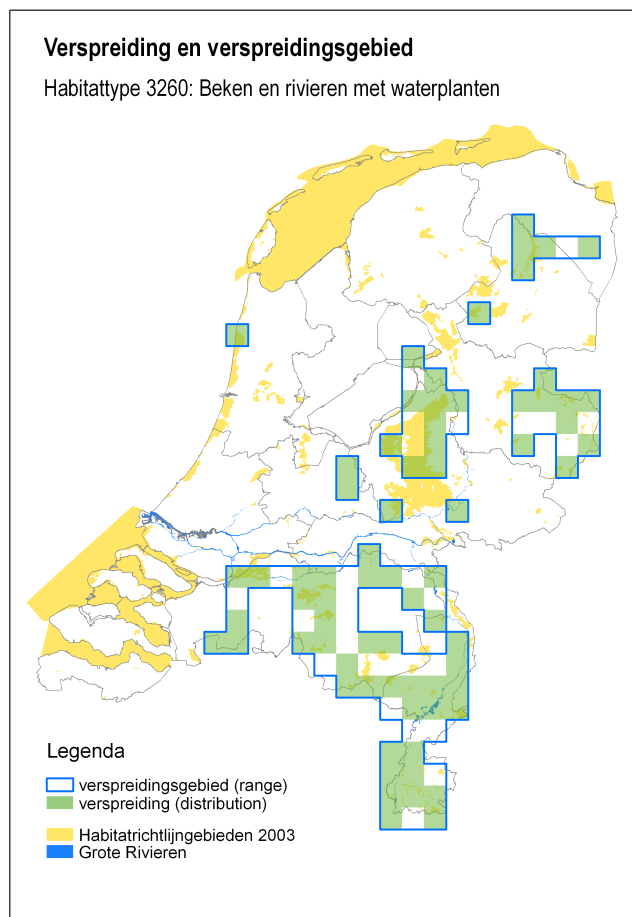 Verspreiding en verspreidingsgebied
Habitattype 3260: Beken en rivieren met waterplanten
Legenda
verspreidingsgebied (range)
verspreiding (distribution)
Habitatrichtlijngebieden 2003
Grote Rivieren